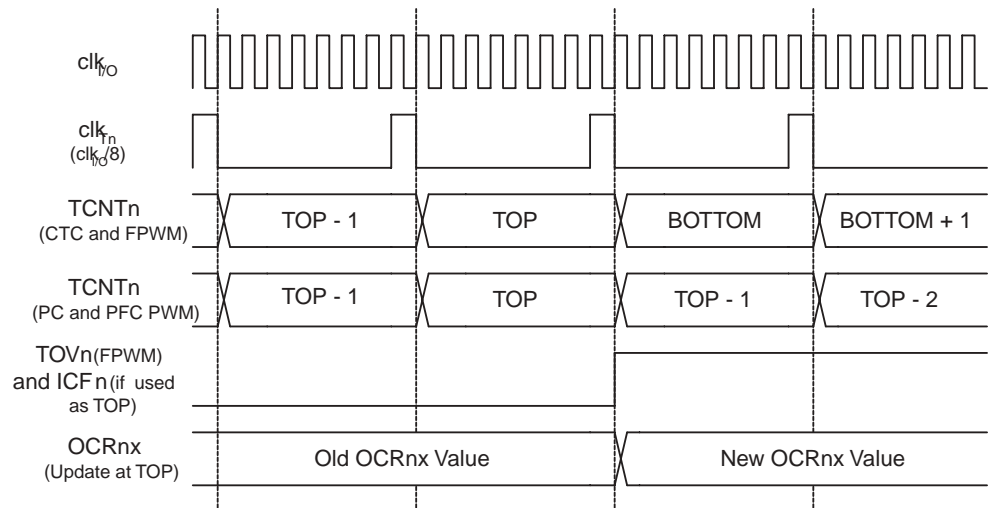 clkI/O
clkTn
(clkI/O/8)
TCNTn
(CTC and FPWM)
TOP - 1
TOP
BOTTOM
BOTTOM + 1
TCNTn
(PC and PFC PWM)
TOP - 1
TOP
TOP - 1
TOP - 2
TOVn(FPWM)
and ICFn(if used
as TOP)
OCRnx
(Update at TOP)
Old OCRnx Value
New OCRnx Value